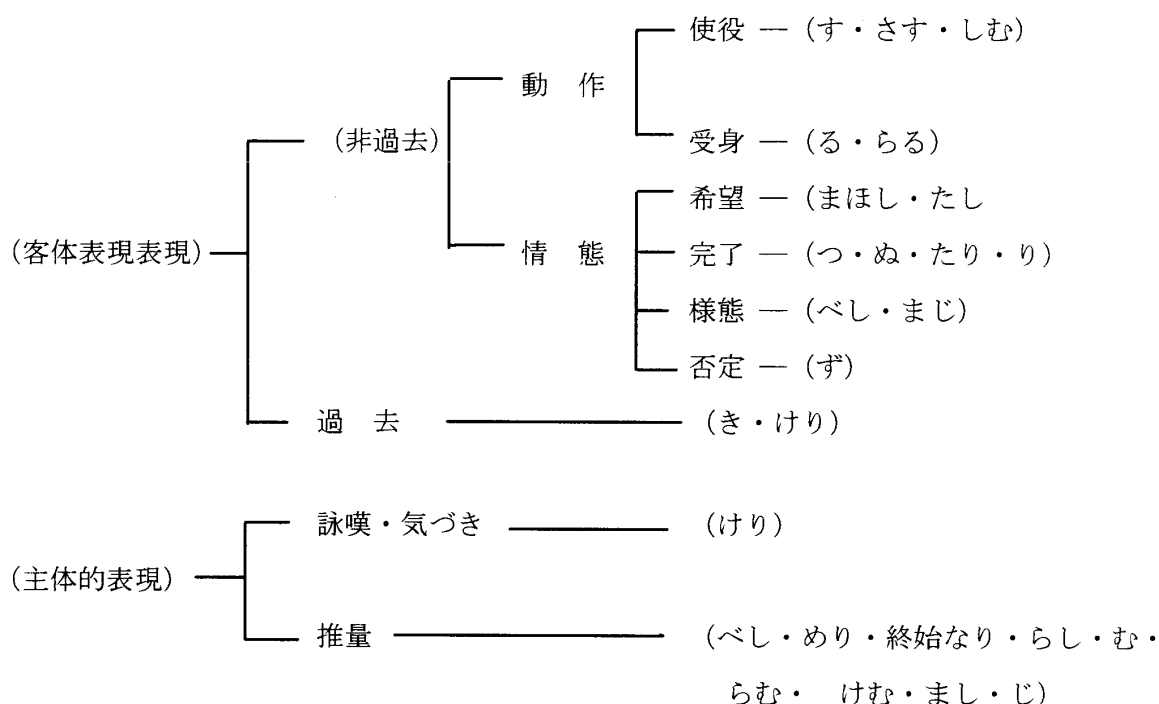 使役 — (す・さす・しむ)
動　作
(非過去)
受身 — (る・らる)
希望 — (まほし・たし
(客体表現表現)
情　態
完了 — (つ・ぬ・たり・り)
様態 — (べし・まじ)
否定 — (ず)
過　去
(き・けり)
詠嘆・気づき
(けり)
(主体的表現)
推量
(べし・めり・終始なり・らし・む・
らむ・　けむ・まし・じ)